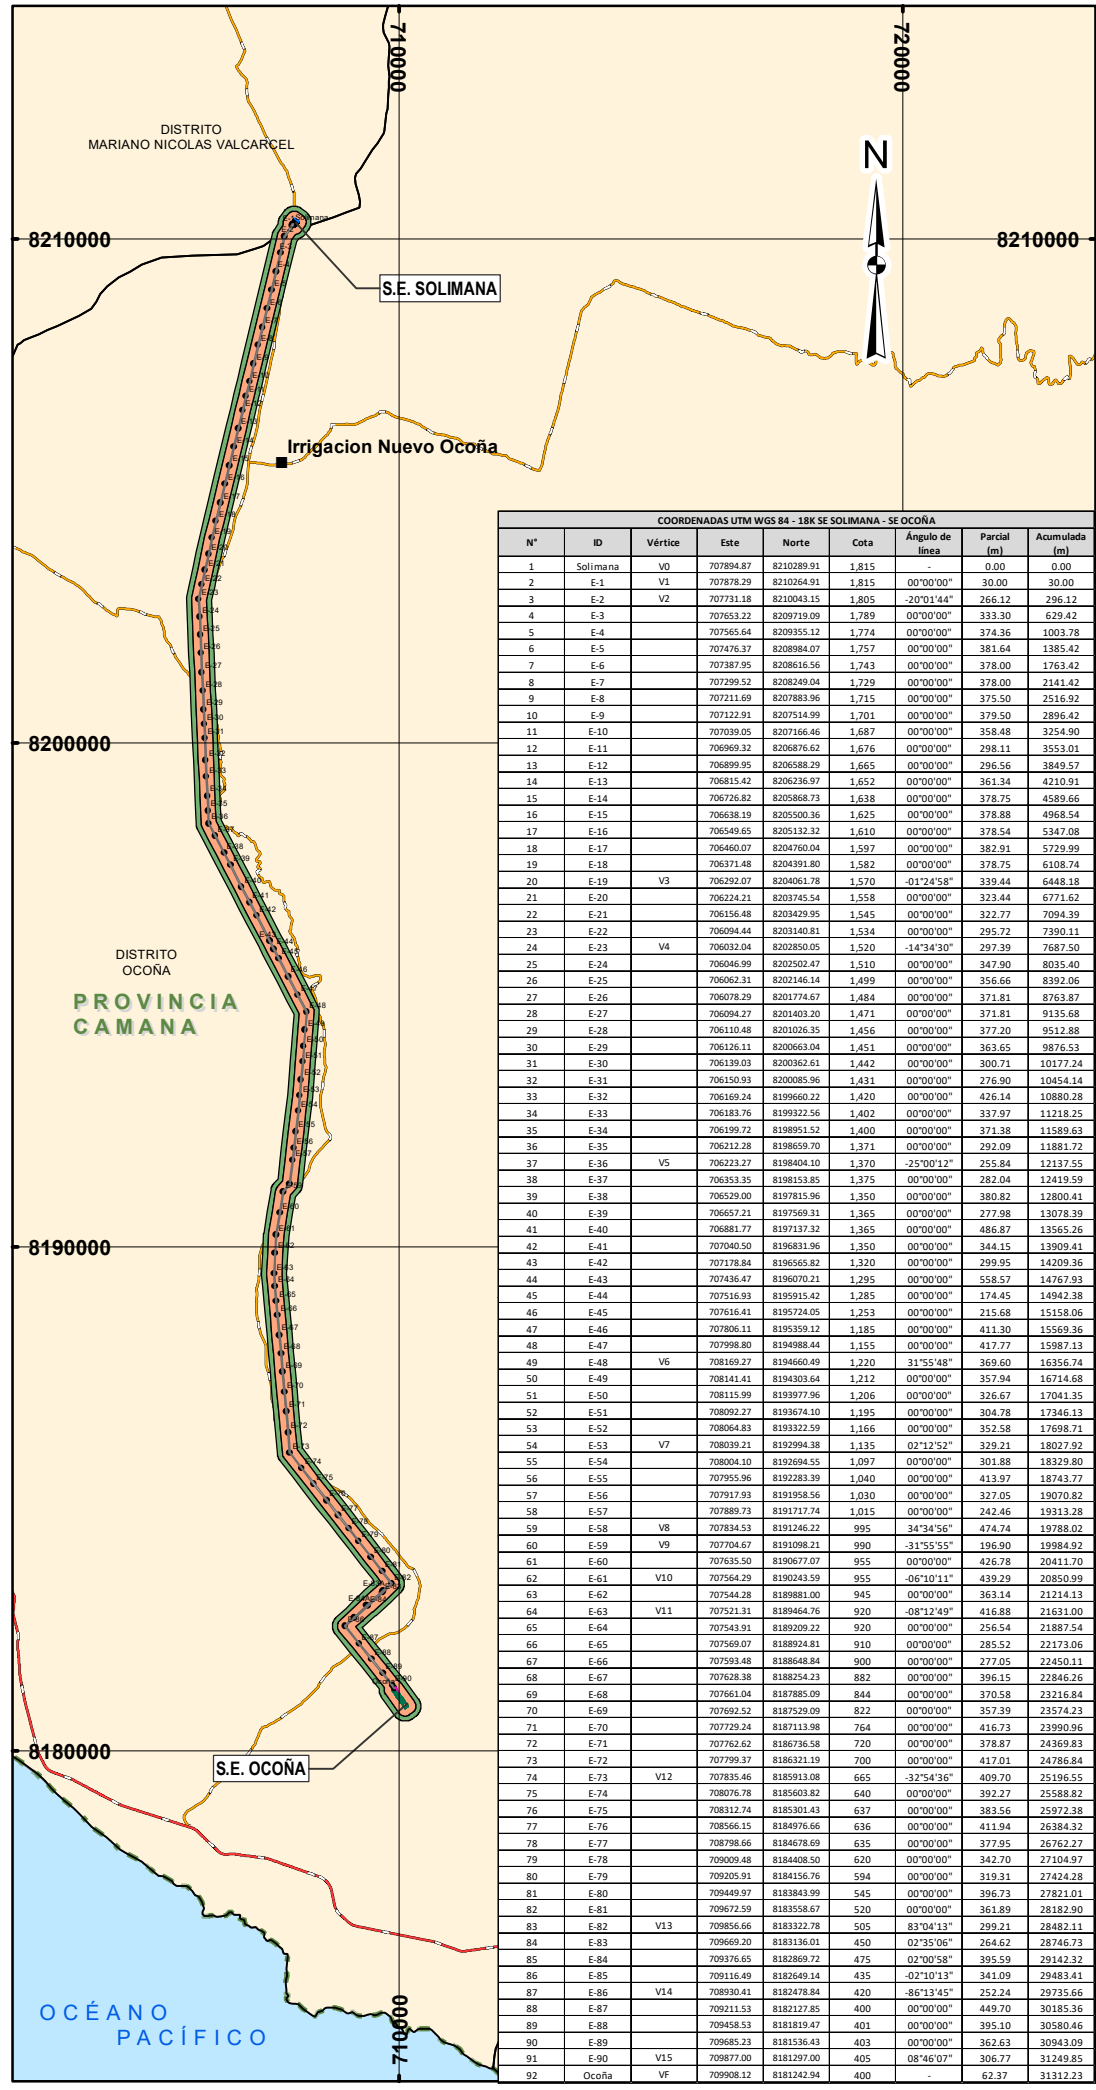 710000
720000
DISTRITO
MARIANO NICOLAS VALCARCEL
N
8210000
8210000
S.E. SOLIMANA
Irrigacion Nuevo Ocoña
8200000
DISTRITO
OCOÑA
PROVINCIA
CAMANA
8190000
8180000
S.E. OCOÑA
OCÉANO
PACÍFICO
710000
COORDENADAS UTM WGS 84 - 18K SE SOLIMANA - SE OCOÑA
N° ID Vértice Este Norte Cota Ángulo de línea Parcial (m) Acumulada (m)
1 Solimana V0 707894.87 8210289.91 1,815 - 0.00 0.00
2 E-1 V1 707878.29 8210264.91 1,815 00°00'00" 30.00 30.00
3 E-2 V2 707731.18 8210043.15 1,805 -20°01'44" 266.12 296.12
4 E-3 707653.22 8209719.09 1,789 00°00'00" 333.30 629.42
5 E-4 707565.64 8209355.12 1,774 00°00'00" 374.36 1003.78
6 E-5 707476.37 8208984.07 1,757 00°00'00" 381.64 1385.42
7 E-6 707387.95 8208616.56 1,743 00°00'00" 378.00 1763.42
8 E-7 707299.52 8208249.04 1,729 00°00'00" 378.00 2141.42
9 E-8 707211.69 8207883.96 1,715 00°00'00" 375.50 2516.92
10 E-9 707122.91 8207514.99 1,701 00°00'00" 379.50 2896.42
11 E-10 707039.05 8207166.46 1,687 00°00'00" 358.48 3254.90
12 E-11 706969.32 8206876.62 1,676 00°00'00" 298.11 3553.01
13 E-12 706899.95 8206588.29 1,665 00°00'00" 296.56 3849.57
14 E-13 706815.42 8206236.97 1,652 00°00'00" 361.34 4210.91
15 E-14 706726.82 8205868.73 1,638 00°00'00" 378.75 4589.66
16 E-15 706638.19 8205500.36 1,625 00°00'00" 378.88 4968.54
17 E-16 706549.65 8205132.32 1,610 00°00'00" 378.54 5347.08
18 E-17 706460.07 8204760.04 1,597 00°00'00" 382.91 5729.99
19 E-18 706371.48 8204391.80 1,582 00°00'00" 378.75 6108.74
20 E-19 V3 706292.07 8204061.78 1,570 -01°24'58" 339.44 6448.18
21 E-20 706224.21 8203745.54 1,558 00°00'00" 323.44 6771.62
22 E-21 706156.48 8203429.95 1,545 00°00'00" 322.77 7094.39
23 E-22 706094.44 8203140.81 1,534 00°00'00" 295.72 7390.11
24 E-23 V4 706032.04 8202850.05 1,520 -14°34'30" 297.39 7687.50
25 E-24 706046.99 8202502.47 1,510 00°00'00" 347.90 8035.40
26 E-25 706062.31 8202146.14 1,499 00°00'00" 356.66 8392.06
27 E-26 706078.29 8201774.67 1,484 00°00'00" 371.81 8763.87
28 E-27 706094.27 8201403.20 1,471 00°00'00" 371.81 9135.68
29 E-28 706110.48 8201026.35 1,456 00°00'00" 377.20 9512.88
30 E-29 706126.11 8200663.04 1,451 00°00'00" 363.65 9876.53
31 E-30 706139.03 8200362.61 1,442 00°00'00" 300.71 10177.24
32 E-31 706150.93 8200085.96 1,431 00°00'00" 276.90 10454.14
33 E-32 706169.24 8199660.22 1,420 00°00'00" 426.14 10880.28
34 E-33 706183.76 8199322.56 1,402 00°00'00" 337.97 11218.25
35 E-34 706199.72 8198951.52 1,400 00°00'00" 371.38 11589.63
36 E-35 706212.28 8198659.70 1,371 00°00'00" 292.09 11881.72
37 E-36 V5 706223.27 8198404.10 1,370 -25°00'12" 255.84 12137.55
38 E-37 706353.35 8198153.85 1,375 00°00'00" 282.04 12419.59
39 E-38 706529.00 8197815.96 1,350 00°00'00" 380.82 12800.41
40 E-39 706657.21 8197569.31 1,365 00°00'00" 277.98 13078.39
41 E-40 706881.77 8197137.32 1,365 00°00'00" 486.87 13565.26
42 E-41 707040.50 8196831.96 1,350 00°00'00" 344.15 13909.41
43 E-42 707178.84 8196565.82 1,320 00°00'00" 299.95 14209.36
44 E-43 707436.47 8196070.21 1,295 00°00'00" 558.57 14767.93
45 E-44 707516.93 8195915.42 1,285 00°00'00" 174.45 14942.38
46 E-45 707616.41 8195724.05 1,253 00°00'00" 215.68 15158.06
47 E-46 707806.11 8195359.12 1,185 00°00'00" 411.30 15569.36
48 E-47 707998.80 8194988.44 1,155 00°00'00" 417.77 15987.13
49 E-48 V6 708169.27 8194660.49 1,220 31°55'48" 369.60 16356.74
50 E-49 708141.41 8194303.64 1,212 00°00'00" 357.94 16714.68
51 E-50 708115.99 8193977.96 1,206 00°00'00" 326.67 17041.35
52 E-51 708092.27 8193674.10 1,195 00°00'00" 304.78 17346.13
53 E-52 708064.83 8193322.59 1,166 00°00'00" 352.58 17698.71
54 E-53 V7 708039.21 8192994.38 1,135 02°12'52" 329.21 18027.92
55 E-54 708004.10 8192694.55 1,097 00°00'00" 301.88 18329.80
56 E-55 707955.96 8192283.39 1,040 00°00'00" 413.97 18743.77
57 E-56 707917.93 8191958.56 1,030 00°00'00" 327.05 19070.82
58 E-57 707889.73 8191717.74 1,015 00°00'00" 242.46 19313.28
59 E-58 V8 707834.53 8191246.22 995 34°34'56" 474.74 19788.02
60 E-59 V9 707704.67 8191098.21 990 -31°55'55" 196.90 19984.92
61 E-60 707635.50 8190677.07 955 00°00'00" 426.78 20411.70
62 E-61 V10 707564.29 8190243.59 955 -06°10'11" 439.29 20850.99
63 E-62 707544.28 8189881.00 945 00°00'00" 363.14 21214.13
64 E-63 V11 707521.31 8189464.76 920 -08°12'49" 416.88 21631.00
65 E-64 707543.91 8189209.22 920 00°00'00" 256.54 21887.54
66 E-65 707569.07 8188924.81 910 00°00'00" 285.52 22173.06
67 E-66 707593.48 8188648.84 900 00°00'00" 277.05 22450.11
68 E-67 707628.38 8188254.23 882 00°00'00" 396.15 22846.26
69 E-68 707661.04 8187885.09 844 00°00'00" 370.58 23216.84
70 E-69 707692.52 8187529.09 822 00°00'00" 357.39 23574.23
71 E-70 707729.24 8187113.98 764 00°00'00" 416.73 23990.96
72 E-71 707762.62 8186736.58 720 00°00'00" 378.87 24369.83
73 E-72 707799.37 8186321.19 700 00°00'00" 417.01 24786.84
74 E-73 V12 707835.46 8185913.08 665 -32°54'36" 409.70 25196.55
75 E-74 708076.78 8185603.82 640 00°00'00" 392.27 25588.82
76 E-75 708312.74 8185301.43 637 00°00'00" 383.56 25972.38
77 E-76 708566.15 8184976.66 636 00°00'00" 411.94 26384.32
78 E-77 708798.66 8184678.69 635 00°00'00" 377.95 26762.27
79 E-78 709009.48 8184408.50 620 00°00'00" 342.70 27104.97
80 E-79 709205.91 8184156.76 594 00°00'00" 319.31 27424.28
81 E-80 709449.97 8183843.99 545 00°00'00" 396.73 27821.01
82 E-81 709672.59 8183558.67 520 00°00'00" 361.89 28182.90
83 E-82 V13 709856.66 8183322.78 505 83°04'13" 299.21 28482.11
84 E-83 709669.20 8183136.01 450 02°35'06" 264.62 28746.73
85 E-84 709376.65 8182869.72 475 02°00'58" 395.59 29142.32
86 E-85 709116.49 8182649.14 435 -02°10'13" 341.09 29483.41
87 E-86 V14 708930.41 8182478.84 420 -86°13'45" 252.24 29735.66
88 E-87 709211.53 8182127.85 400 00°00'00" 449.70 30185.36
89 E-88 709458.53 8181819.47 401 00°00'00" 395.10 30580.46
90 E-89 709685.23 8181536.43 403 00°00'00" 362.63 30943.09
91 E-90 V15 709877.00 8181297.00 405 08°46'07" 306.77 31249.85
92 Ocoña VF 709908.12 8181242.94 400 - 62.37 31312.23